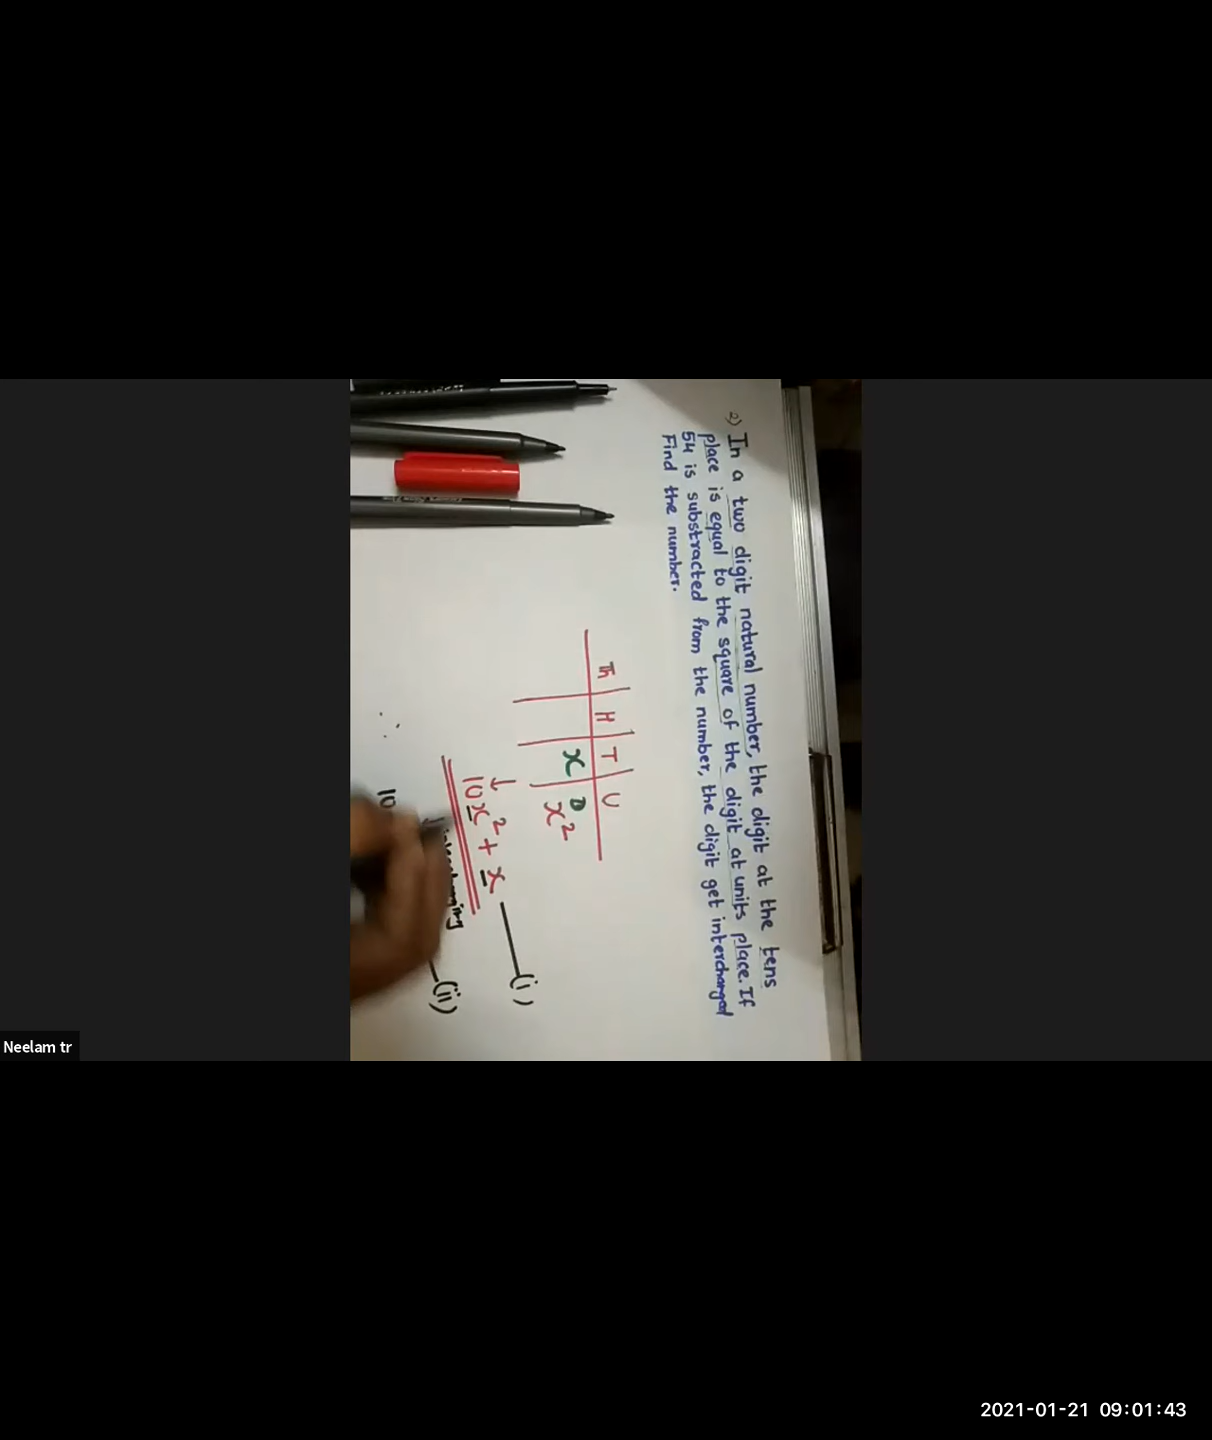 2) In a two digit natural number, the digit at the tens
place is equal to the square of the digit at units place. If
54 is substracted from the number, the digit get interchanged
Find the number.
Th H T U
x x²
10x² + x (i)
(ii)
10
Neelam tr
2021-01-21 09:01:43